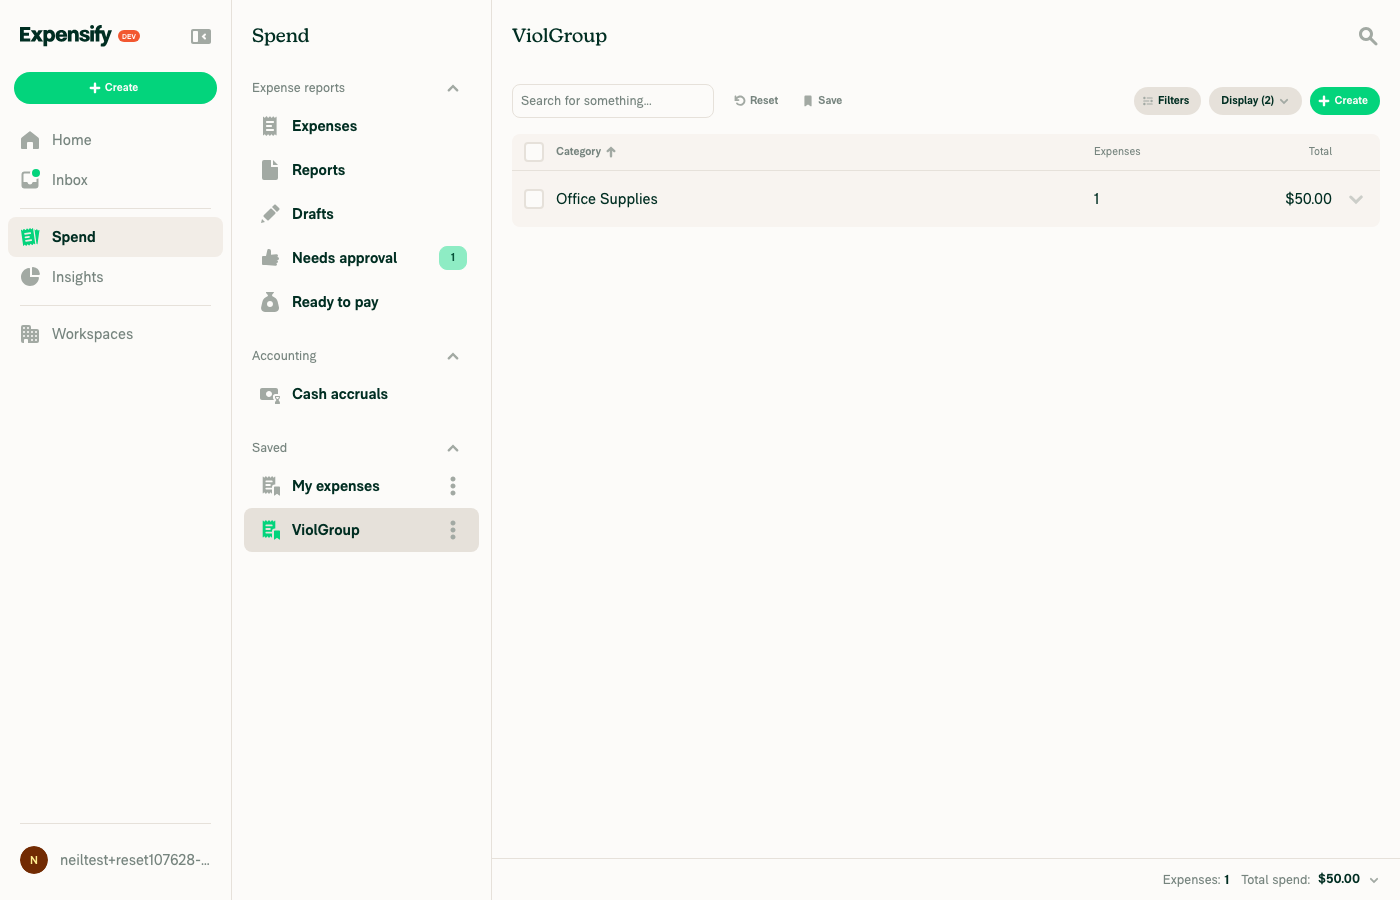 Expensify DEV
Create
Home
Inbox
Spend
Insights
Workspaces
N
neiltest+reset107628-...
Spend
Expense reports
Expenses
Reports
Drafts
Needs approval 1
Ready to pay
Accounting
Cash accruals
Saved
My expenses
ViolGroup
ViolGroup
Search for something... Reset Save Filters Display (2) Create
Category Expenses Total
Office Supplies 1 $50.00
Expenses: 1 Total spend: $50.00